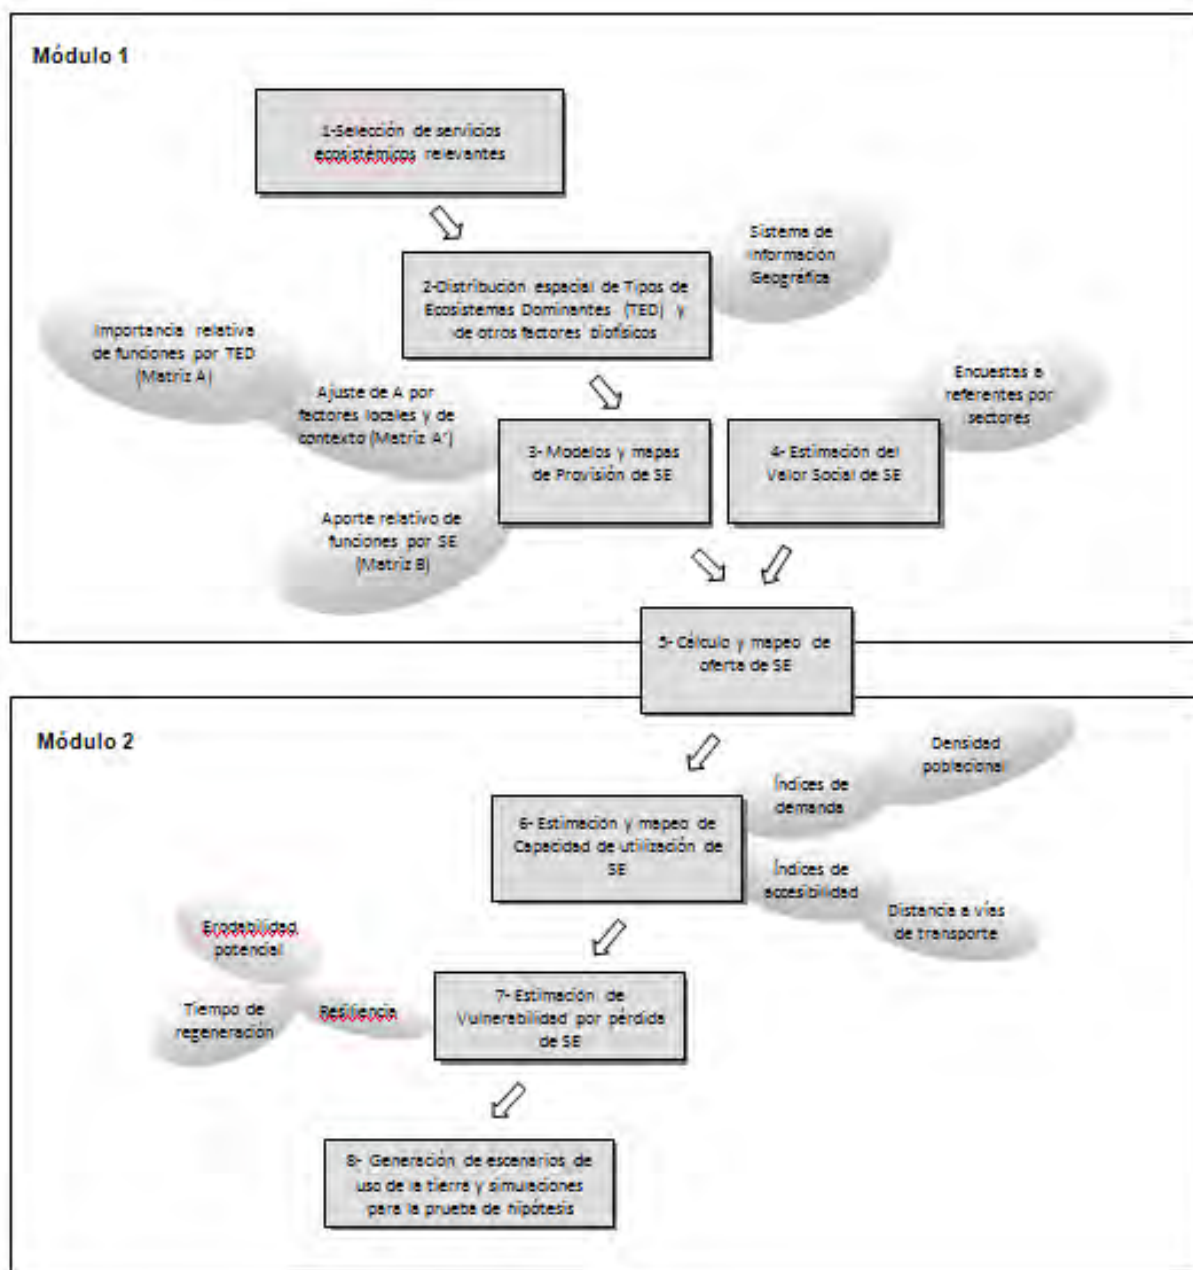 Módulo 1
1-Selección de servicios
ecosistémicos relevantes
2-Distribución espacial de Tipos de
Ecosistemas Dominantes (TED) y
de otros factores biofísicos
Sistema de
Información
Geográfica
Importancia relativa
de funciones por TED
(Matriz A)
Ajuste de A por
factores locales y de
contexto (Matriz A')
Aporte relativo de
funciones por SE
(Matriz B)
3- Modelos y mapas
de Provisión de SE
4- Estimación del
Valor Social de SE
Encuestas a
referentes por
sectores
5- Cálculo y mapeo de
oferta de SE
Módulo 2
6- Estimación y mapeo de
Capacidad de utilización de
SE
Índices de
demanda
Densidad
poblacional
Índices de
accesibilidad
Distancia a vías
de transporte
7- Estimación de
Vulnerabilidad por pérdida
de SE
Resiliencia
Erodabilidad
potencial
Tiempo de
regeneración
8- Generación de escenarios de
uso de la tierra y simulaciones
para la prueba de hipótesis